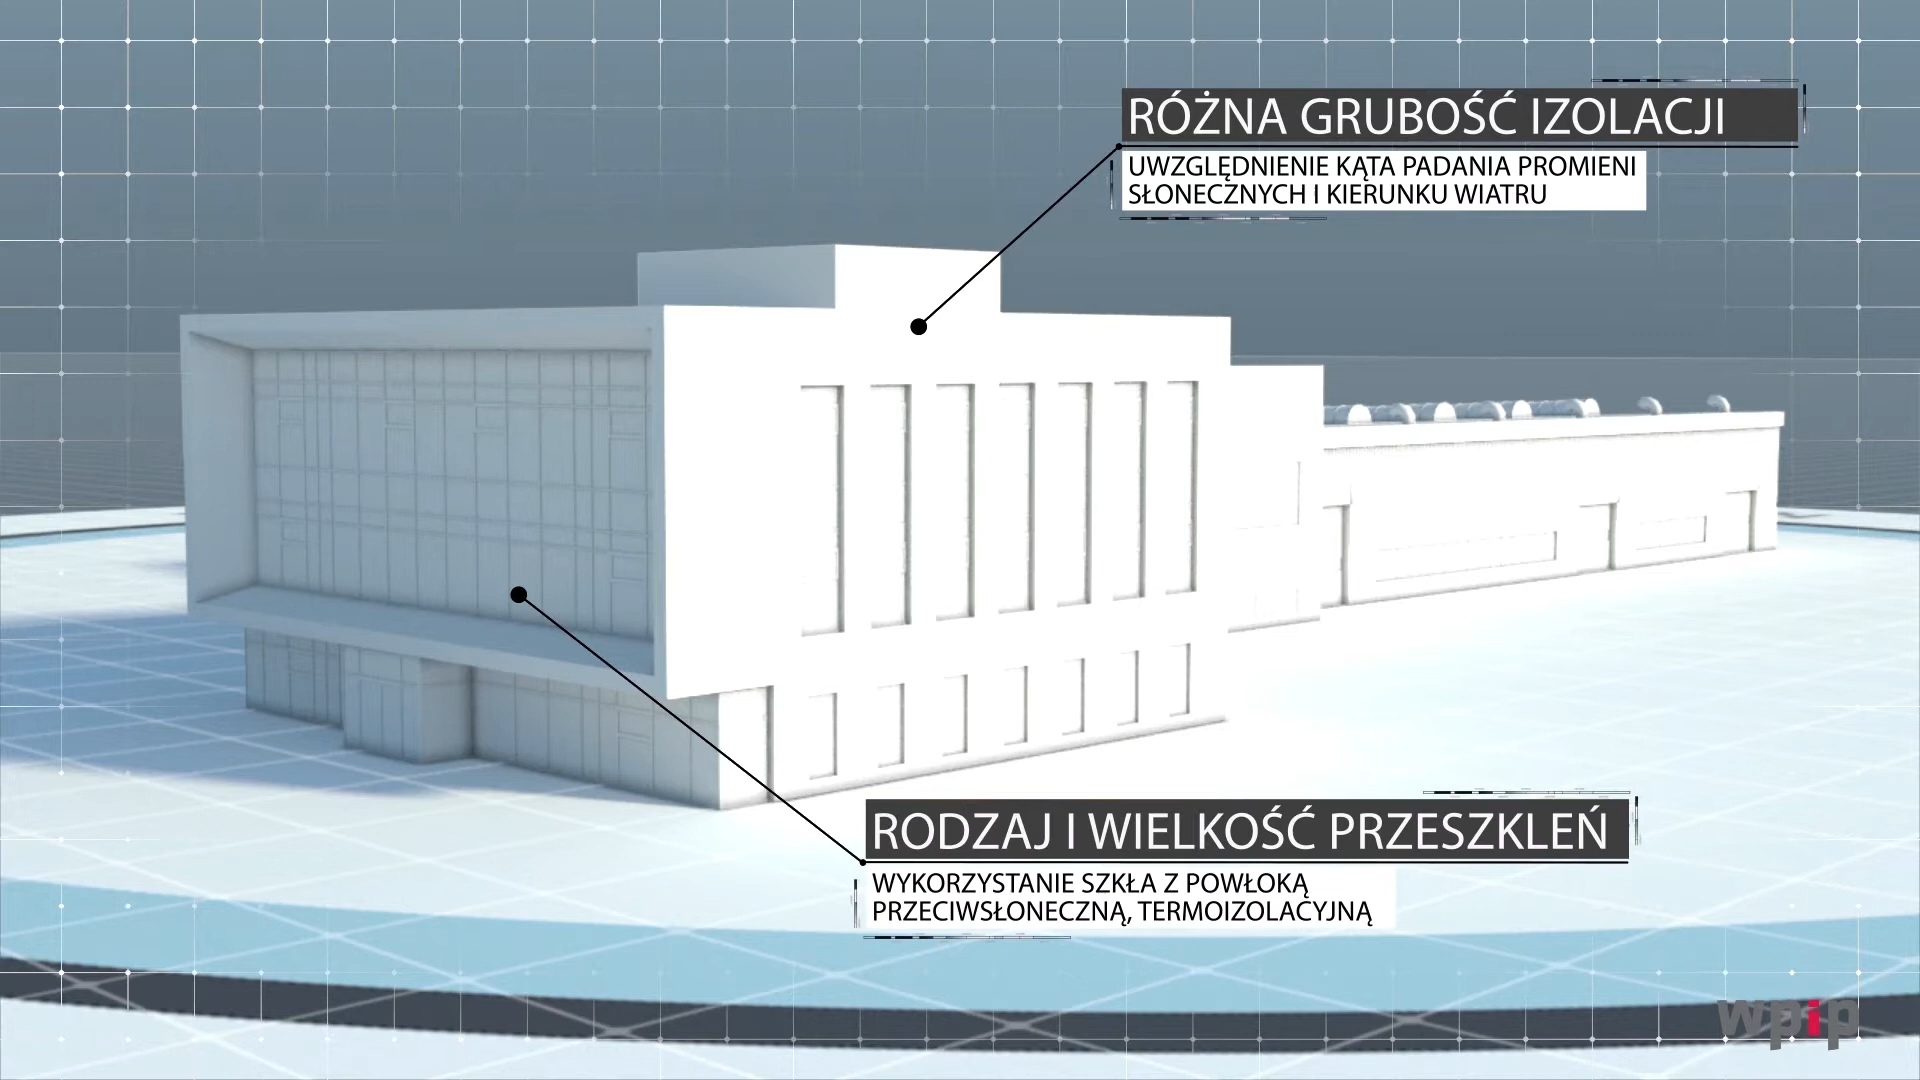 RÓŻNA GRUBOŚĆ IZOLACJI
UWZGLĘDNIENIE KĄTA PADANIA PROMIENI
SŁONECZNYCH I KIERUNKU WIATRU
RODZAJ I WIELKOŚĆ PRZESZKLEŃ
WYKORZYSTANIE SZKŁA Z POWŁOKĄ
PRZECIWSŁONECZNĄ, TERMOIZOLACYJNĄ
wpip